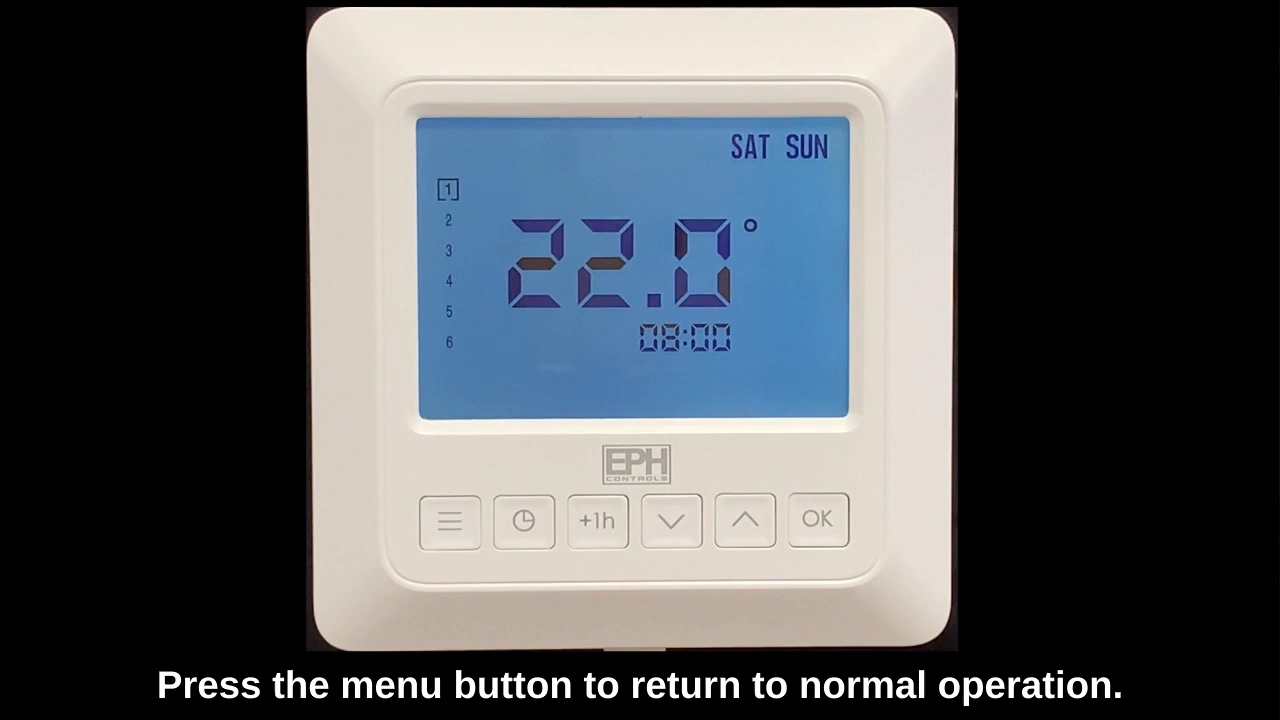 SAT SUN
1
2
3
4
5
6
22.0°
08:00
EPH
CONTROLS
+1h
OK
Press the menu button to return to normal operation.